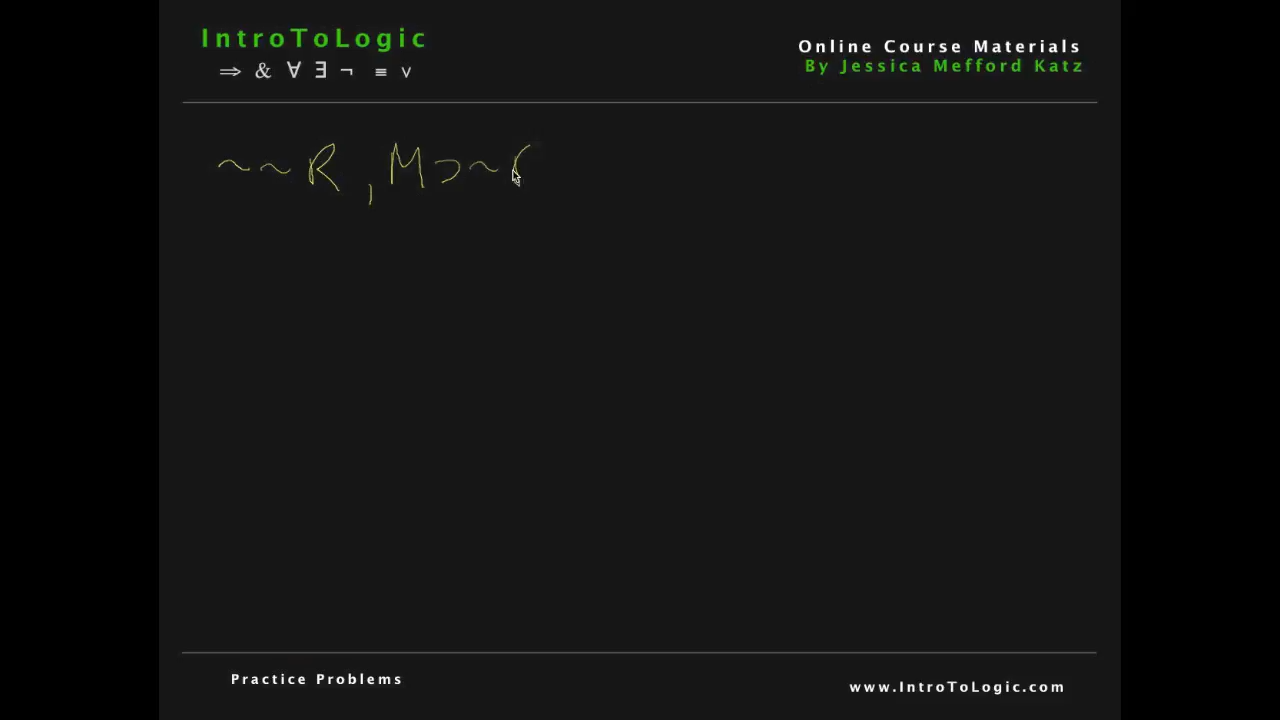 IntroToLogic
⇒ & ∀ ∃ ¬ ≡ ∨
Online Course Materials
By Jessica Mefford Katz
~~R , M⊃~
Practice Problems
www.IntroToLogic.com